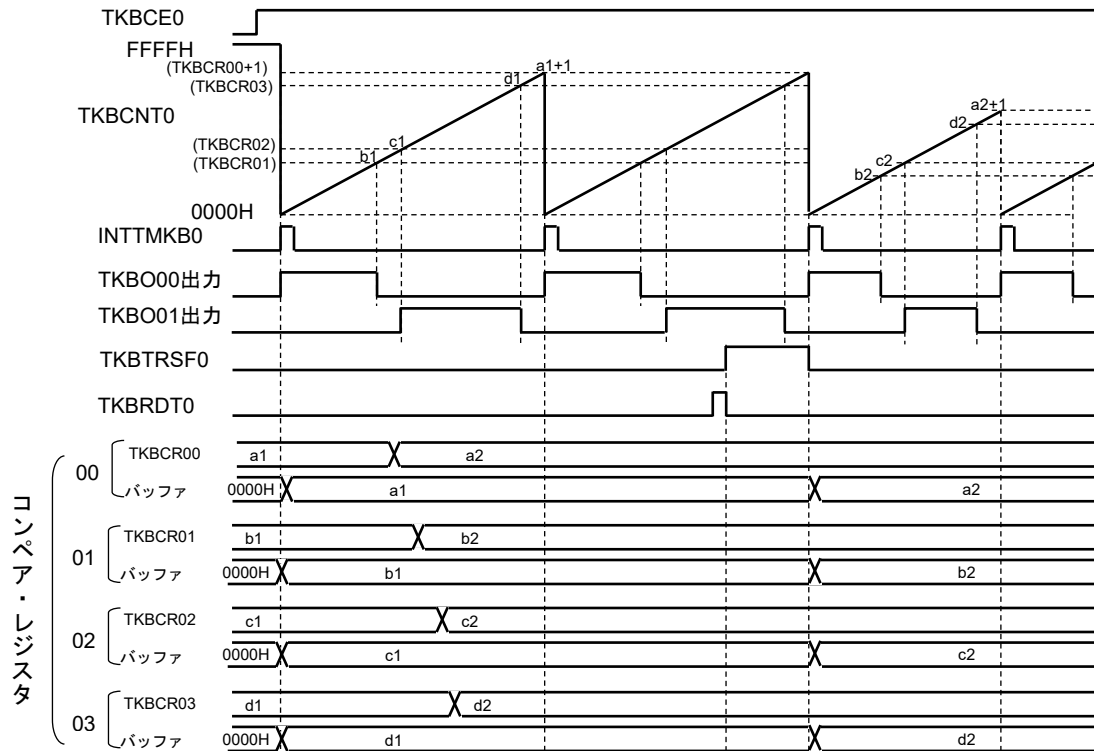 TKBCE0
FFFFH
(TKBCR00+1)
a1+1
(TKBCR03)
d1
a2+1
TKBCNT0
d2
(TKBCR02)
c1
(TKBCR01)
b1
c2
b2
0000H
INTTMKB0
TKBO00出力
TKBO01出力
TKBTRSF0
TKBRDT0
コンペア・レジスタ
00
TKBCR00
a1
a2
バッファ
0000H
a1
a2
01
TKBCR01
b1
b2
バッファ
0000H
b1
b2
02
TKBCR02
c1
c2
バッファ
0000H
c1
c2
03
TKBCR03
d1
d2
バッファ
0000H
d1
d2